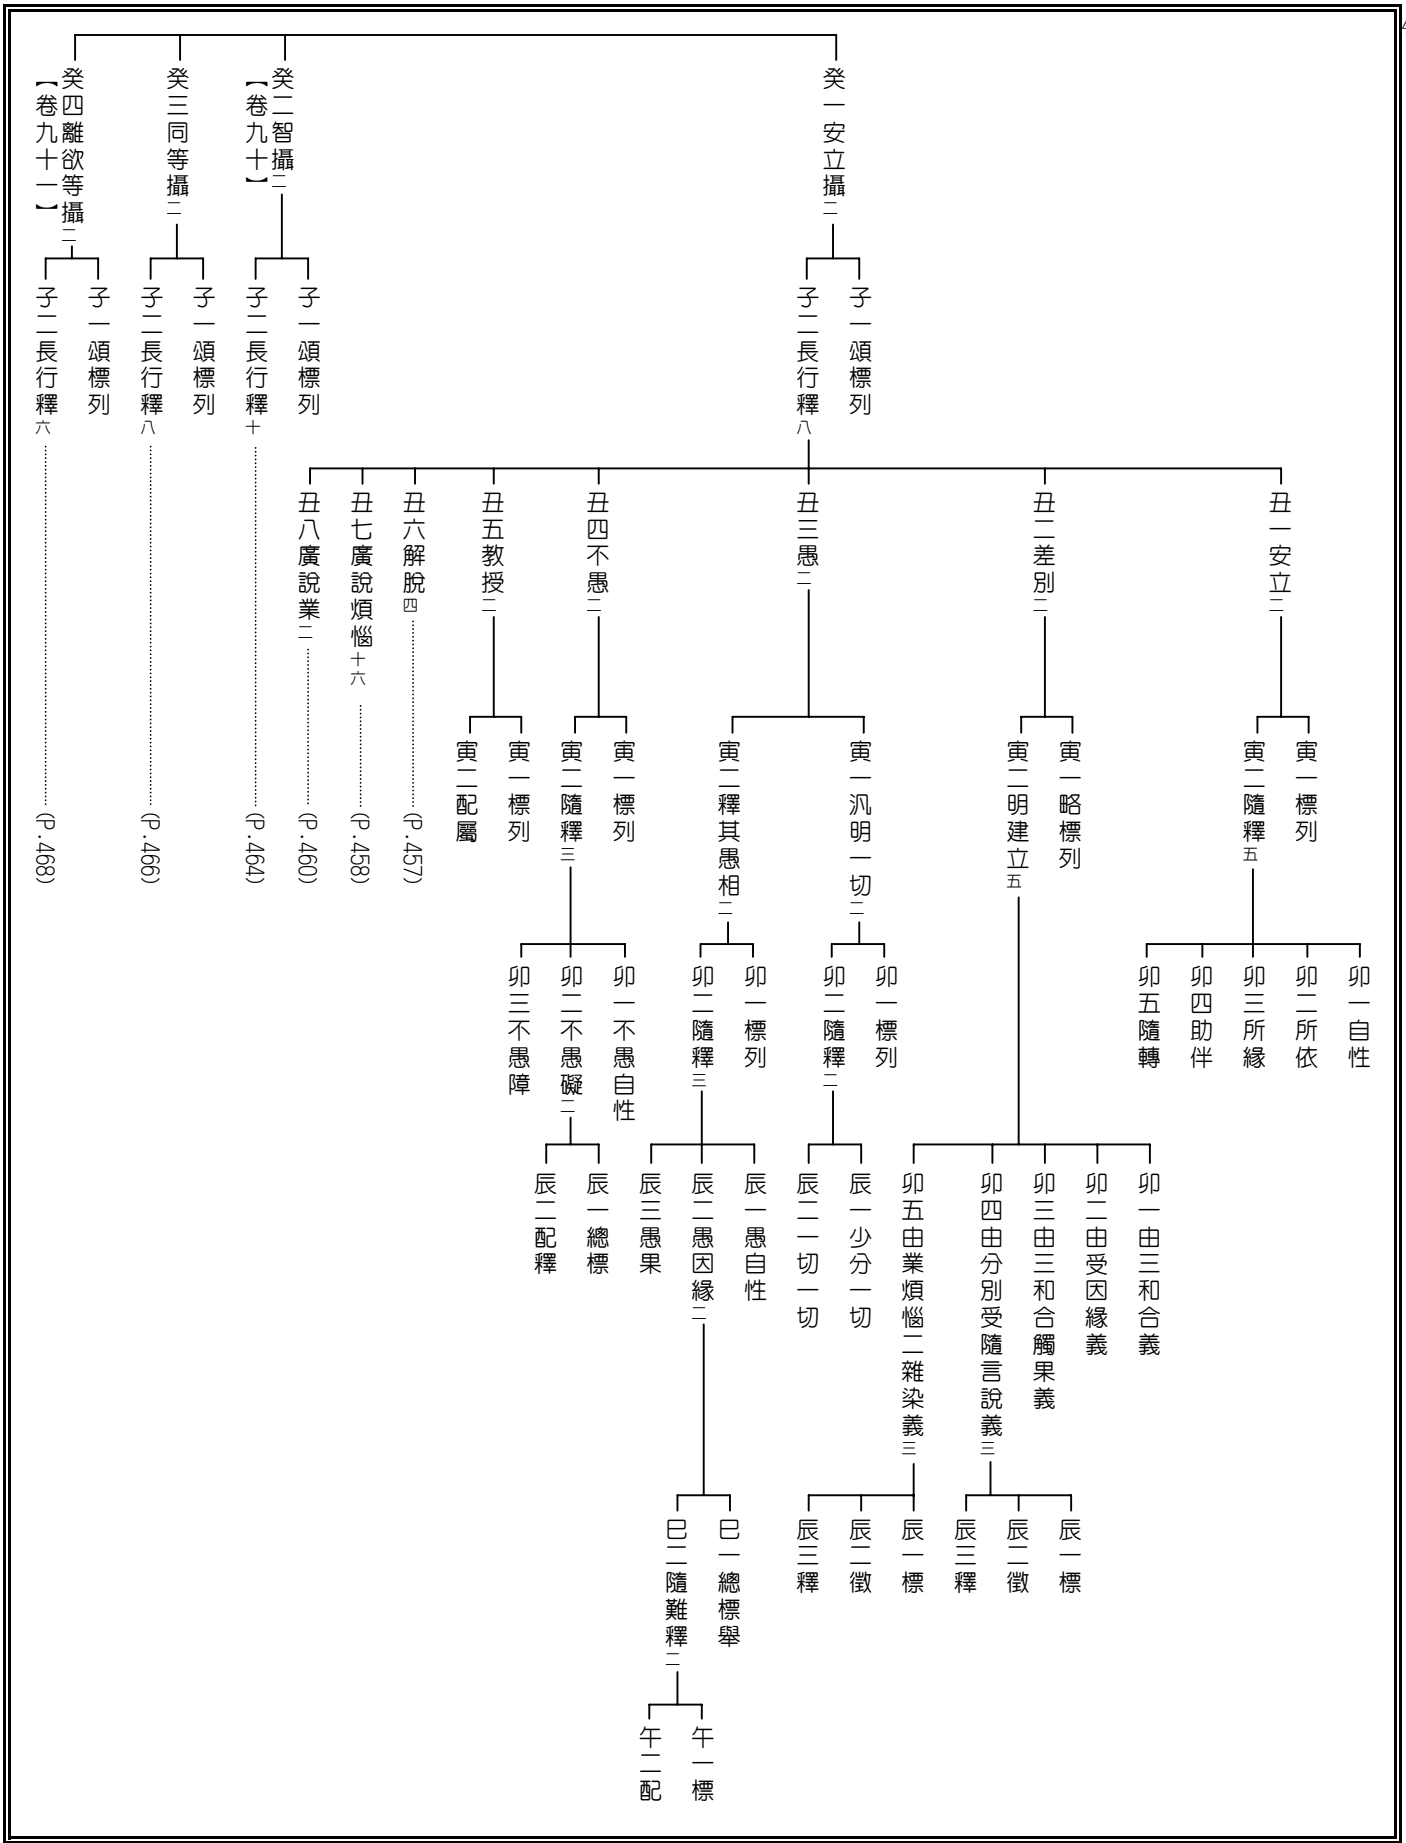 癸一安立攝二
子一頌標列
子二長行釋八
丑一安立二
寅一標列
寅二隨釋五
卯一自性
卯二所依
卯三所緣
卯四助伴
卯五隨轉
丑二差別二
寅一略標列
寅二明建立五
卯一由三和合義
卯二由受因緣義
卯三由三和合觸果義
卯四由分別受隨言說義三
辰一標
辰二徵
辰三釋
卯五由業煩惱二雜染義三
辰一標
辰二徵
辰三釋
丑三愚二
寅一汎明一切二
卯一標列
卯二隨釋二
辰一少分一切
辰二一切一切
寅二釋其愚相二
卯一標列
卯二隨釋三
辰一愚自性
辰二愚因緣二
巳一總標舉
巳二隨難釋二
午一標
午二配
辰三愚果
丑四不愚二
寅一標列
寅二隨釋三
卯一不愚自性
卯二不愚礙二
辰一總標
辰二配釋
卯三不愚障
丑五教授二
寅一標列
寅二配屬
丑六解脫四 (P.457)
丑七廣說煩惱十六 (P.458)
丑八廣說業二 (P.460)
癸二智攝二
【卷九十】
子一頌標列
子二長行釋十 (P.464)
癸三同等攝二
子一頌標列
子二長行釋八 (P.466)
癸四離欲等攝二
【卷九十一】
子一頌標列
子二長行釋六 (P.468)